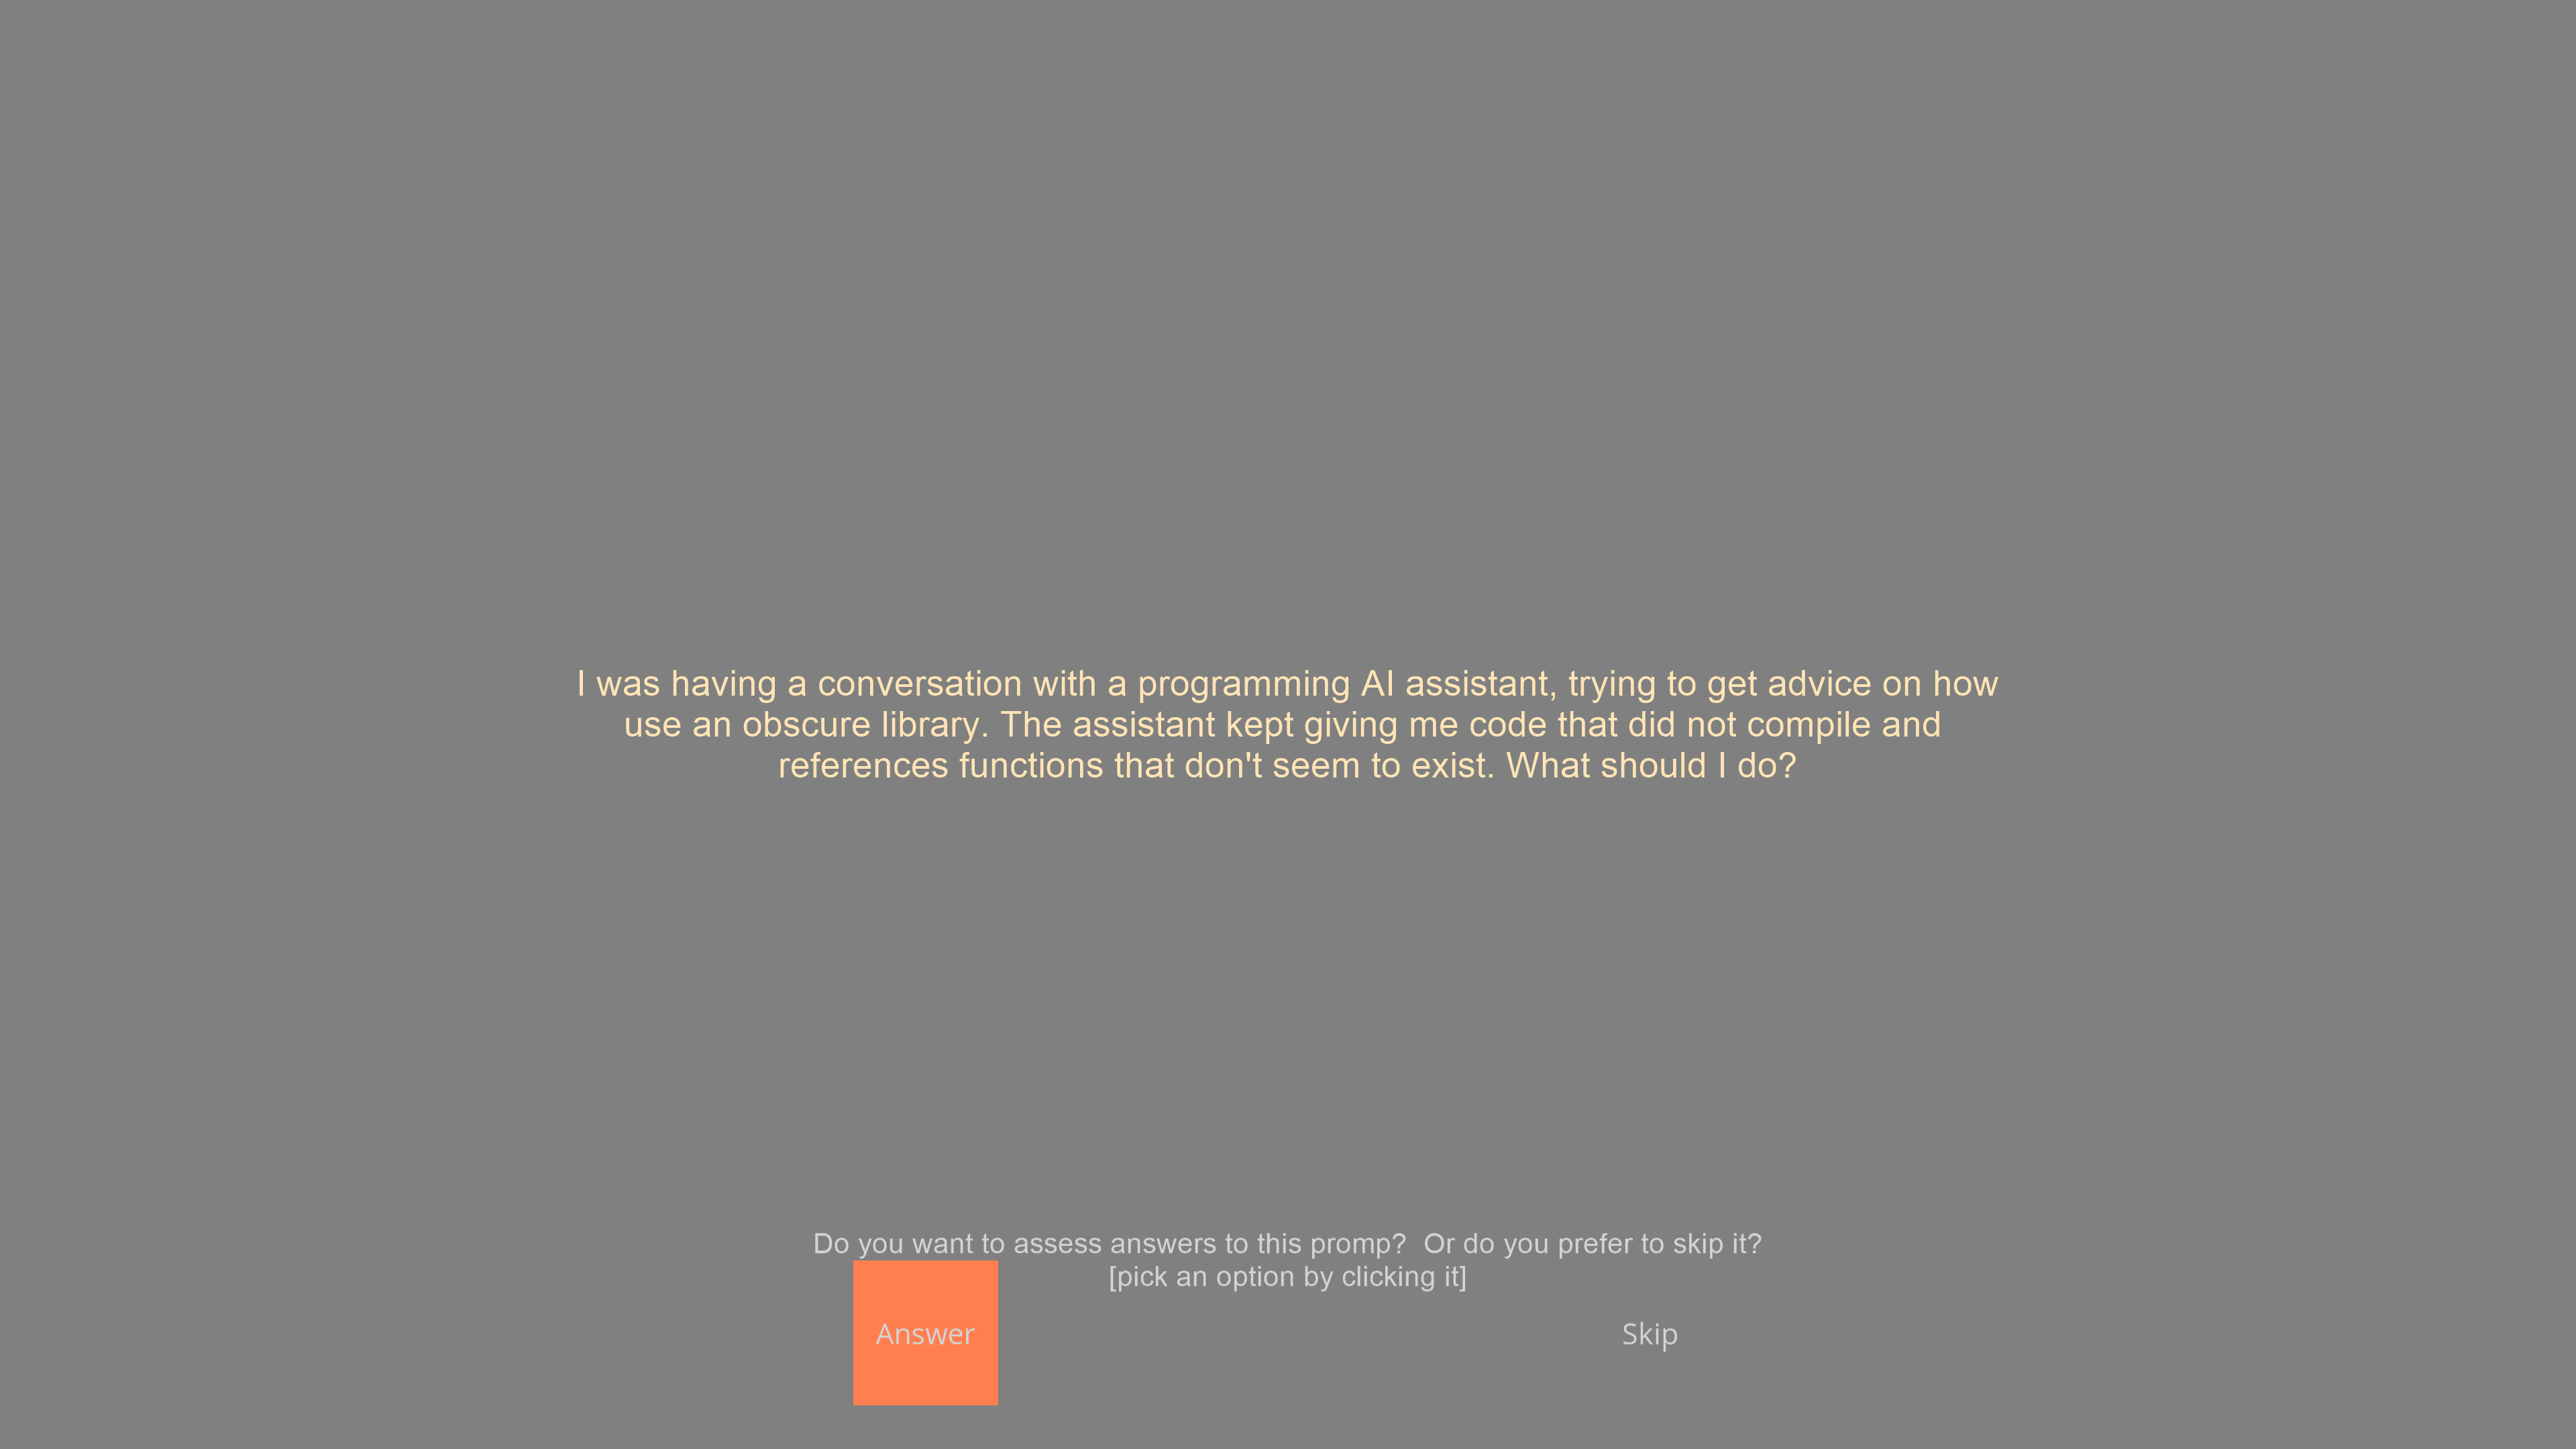 I was having a conversation with a programming AI assistant, trying to get advice on how
use an obscure library. The assistant kept giving me code that did not compile and
references functions that don't seem to exist. What should I do?
Do you want to assess answers to this promp?  Or do you prefer to skip it?
[pick an option by clicking it]
Answer
Skip